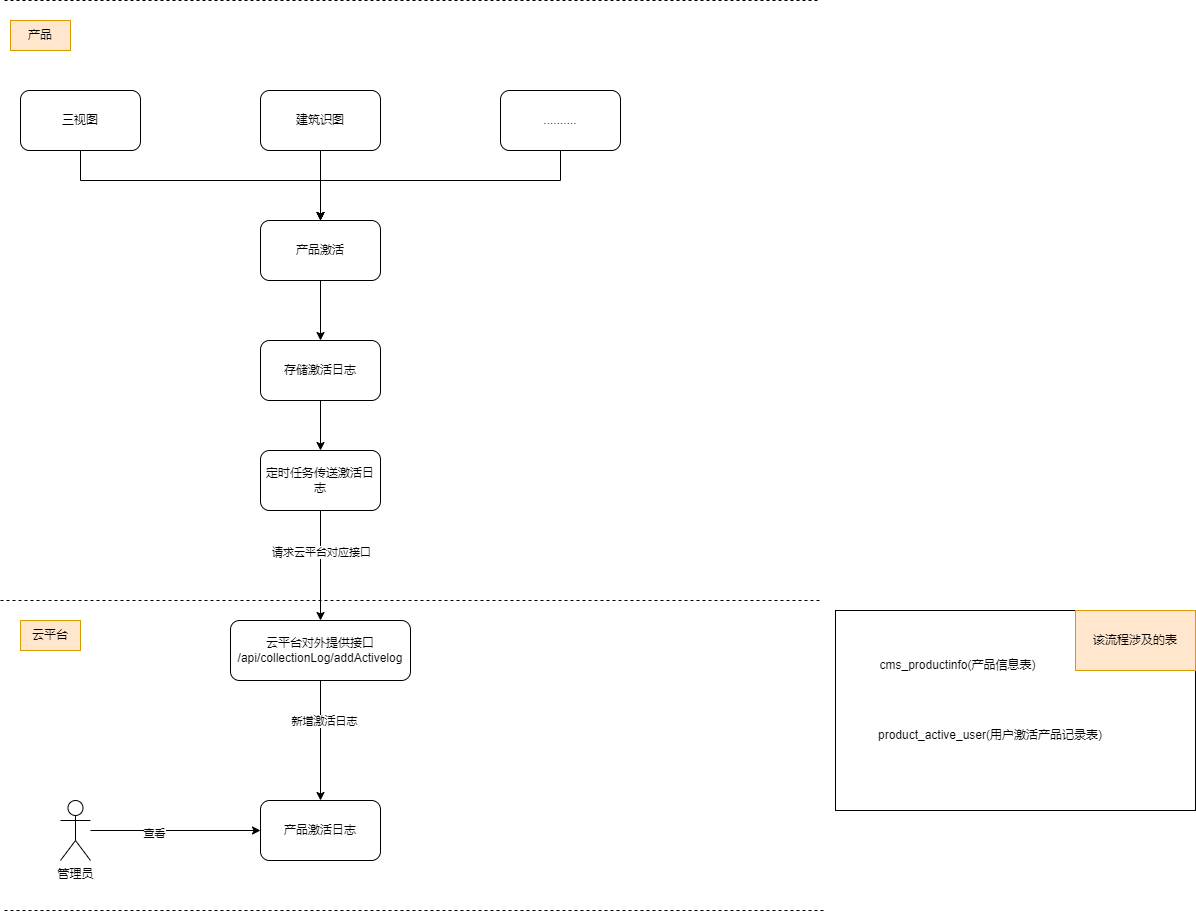 产品
三视图
建筑识图
..........
产品激活
存储激活日志
定时任务传送激活日
志
请求云平台对应接口
云平台
云平台对外提供接口
/api/collectionLog/addActivelog
新增激活日志
产品激活日志
查看
管理员
该流程涉及的表
cms_productinfo(产品信息表)
product_active_user(用户激活产品记录表)